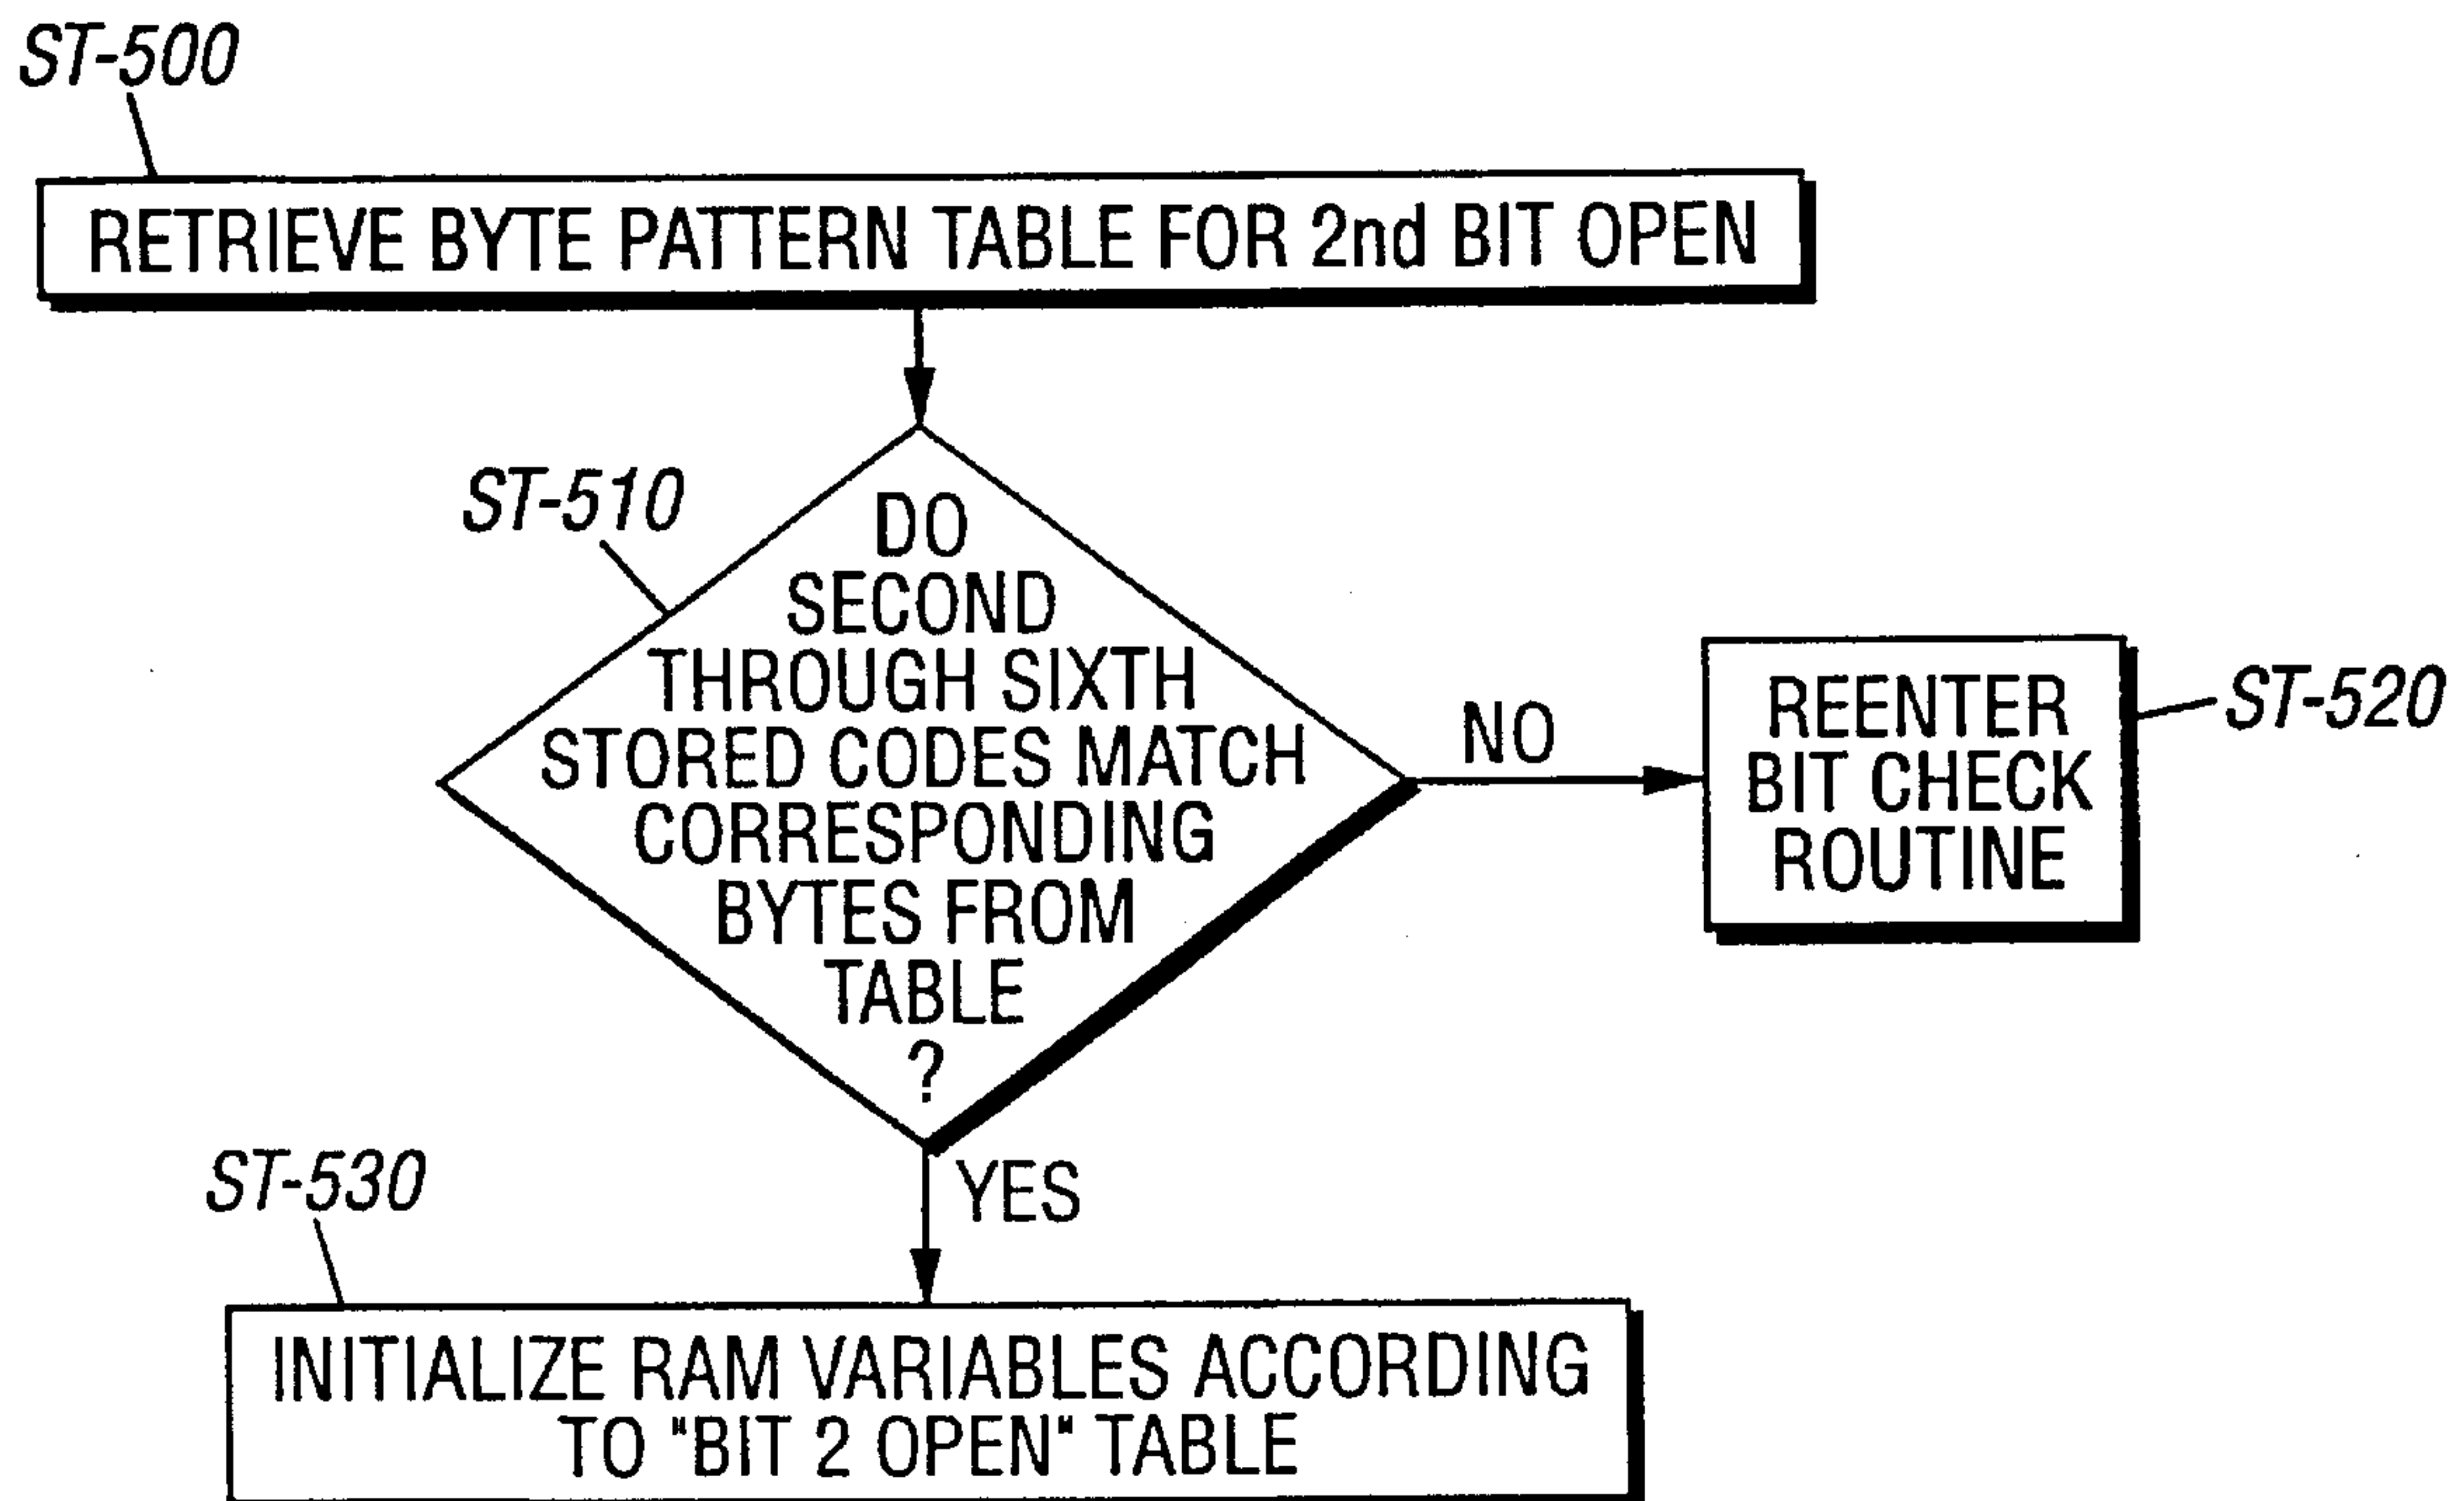 ST-500
RETRIEVE BYTE PATTERN TABLE FOR 2nd BIT OPEN
ST-510
DO
SECOND
THROUGH SIXTH
STORED CODES MATCH
CORRESPONDING
BYTES FROM
TABLE
?
NO
REENTER
BIT CHECK
ROUTINE
ST-520
YES
ST-530
INITIALIZE RAM VARIABLES ACCORDING
TO "BIT 2 OPEN" TABLE